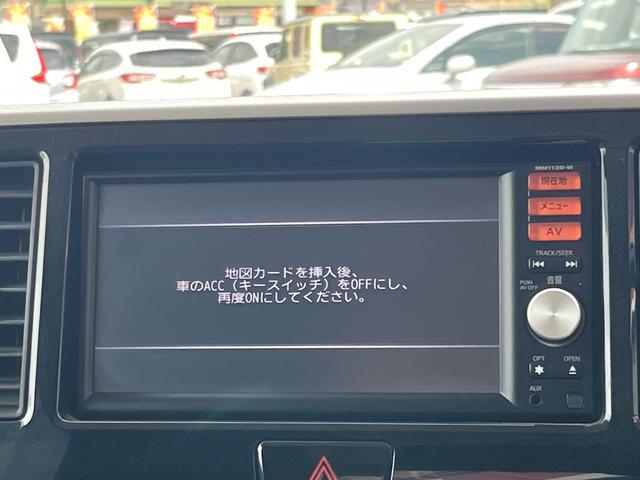 MM113D-W
現在地
メニュー
AV
TRACK/SEEK
音量
PUSH
AV OFF
OPT
OPEN
AUX
地図カードを挿入後、
車のACC（キースイッチ）をOFFにし、
再度ONにしてください。